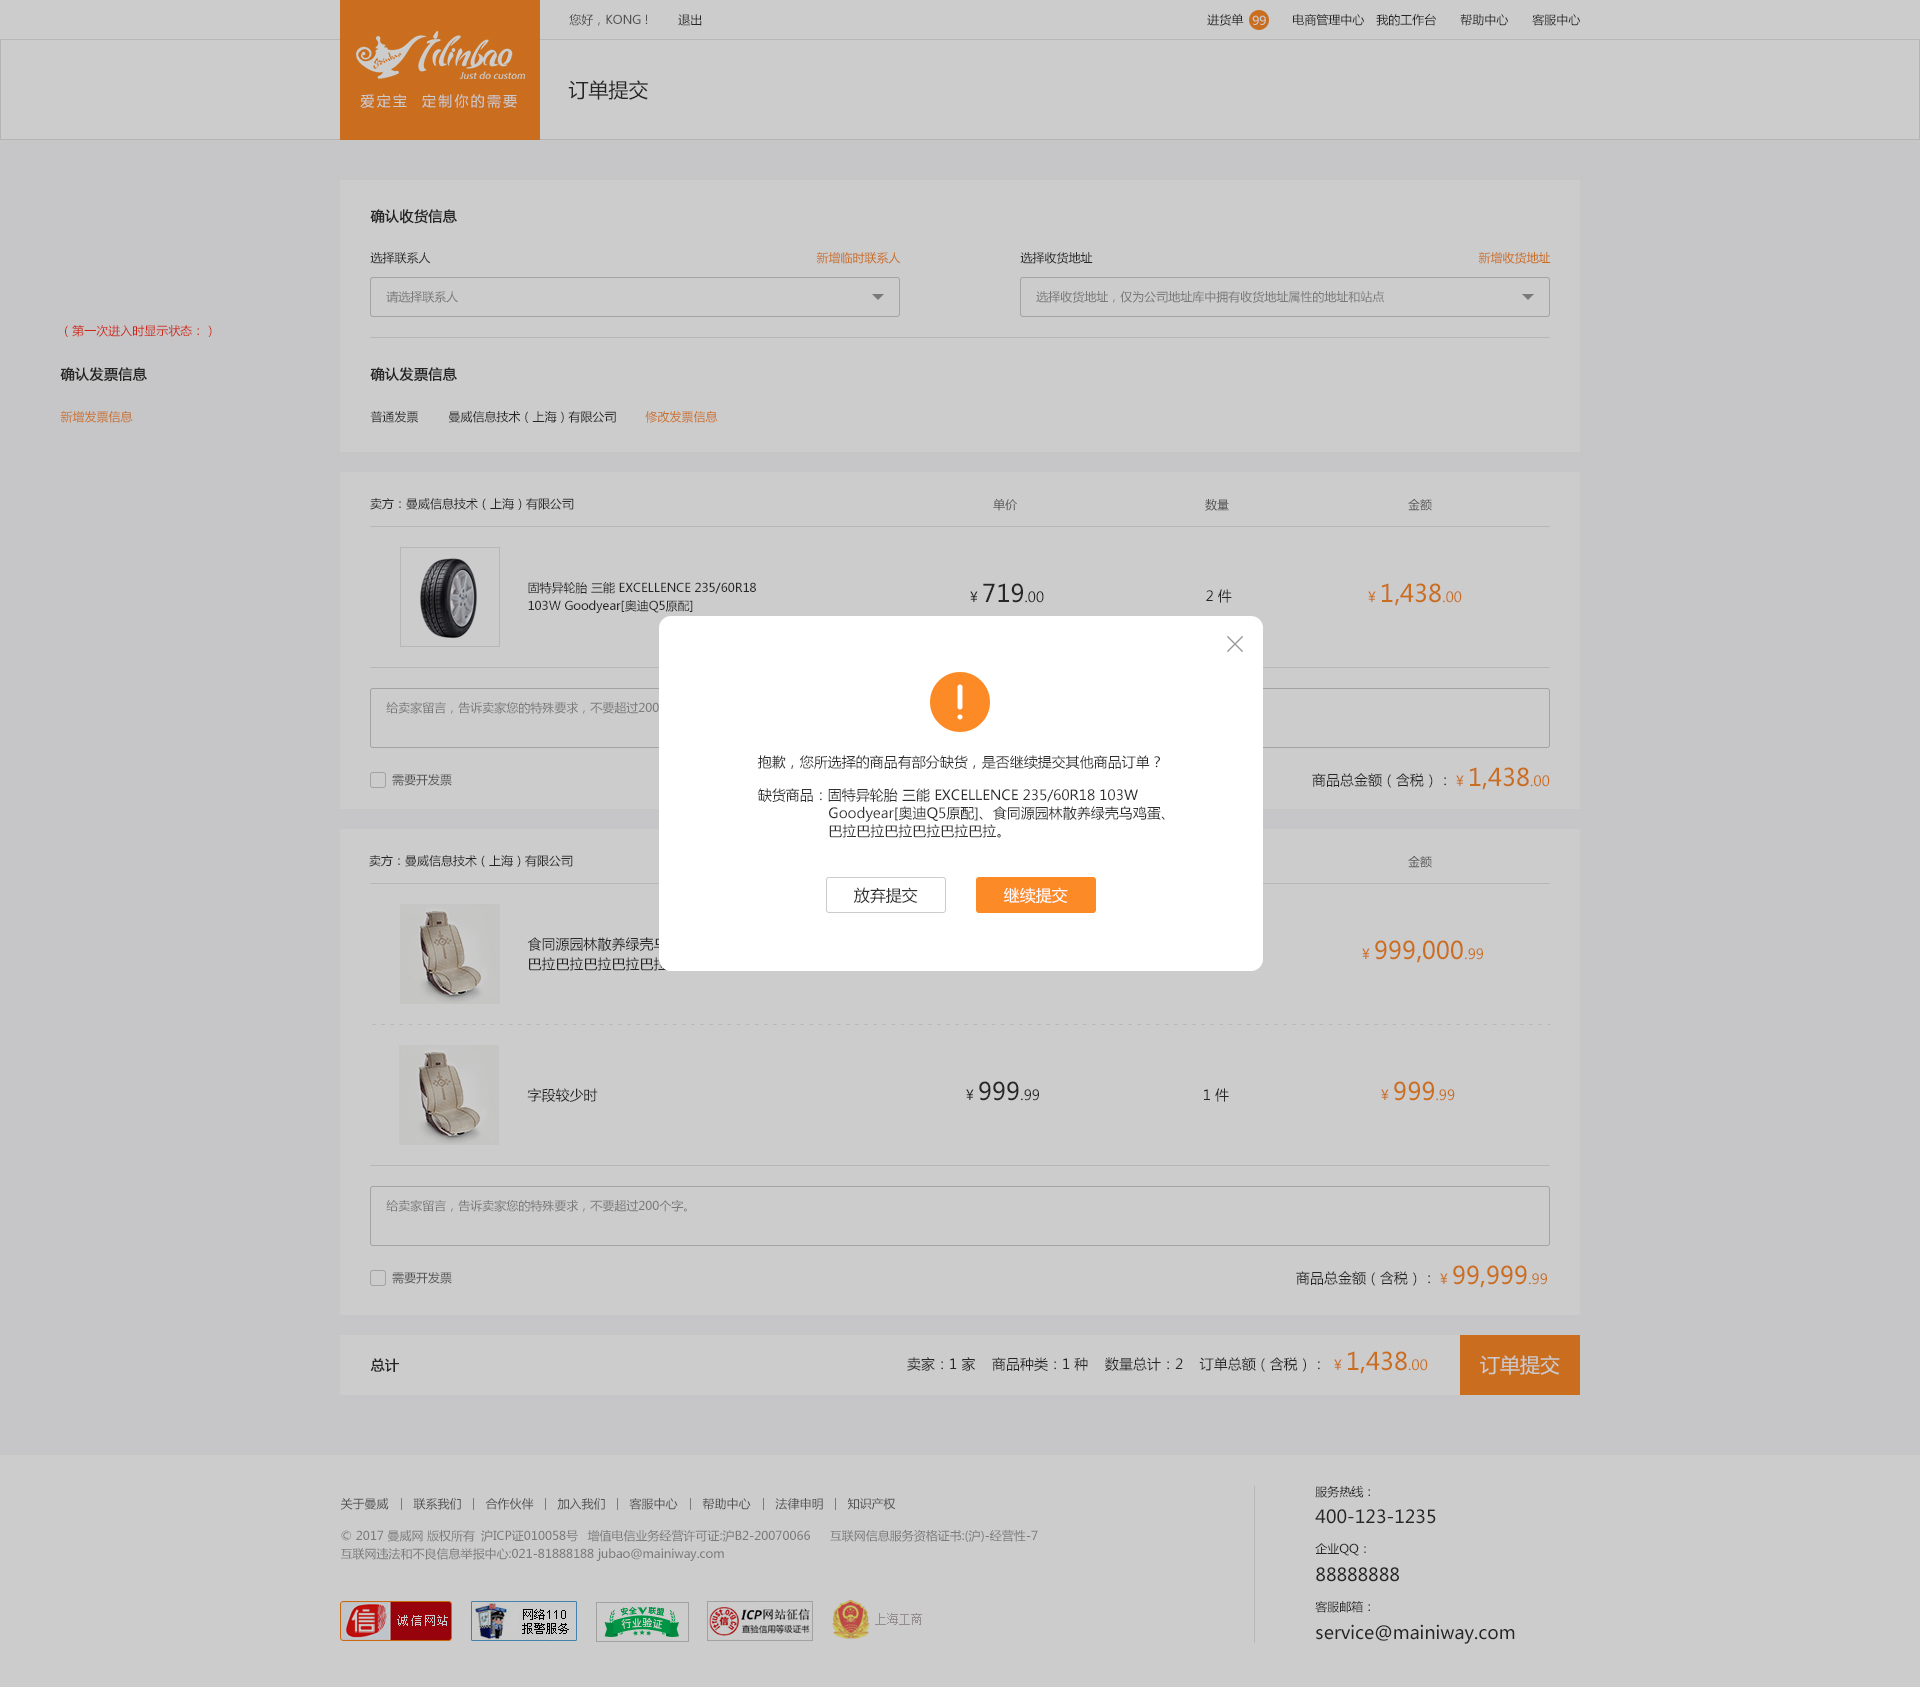 您好，KONG！ 退出
进货单 99 电商管理中心 我的工作台 帮助中心 客服中心
tilinbao
Just do custom
爱定宝 定制你的需要
订单提交
确认收货信息
选择联系人 新增临时联系人 选择收货地址 新增收货地址
请选择联系人 选择收货地址，仅为公司地址库中拥有收货地址属性的地址和站点
（第一次进入时显示状态：）
确认发票信息
新增发票信息
确认发票信息
普通发票 曼威信息技术（上海）有限公司 修改发票信息
卖方：曼威信息技术（上海）有限公司 单价 数量 金额
固特异轮胎 三能 EXCELLENCE 235/60R18
103W Goodyear[奥迪Q5原配]
¥ 719.00 2 件 ¥ 1,438.00
给卖家留言，告诉卖家您的特殊要求，不要超过200
需要开发票 商品总金额（含税）： ¥ 1,438.00
抱歉，您所选择的商品有部分缺货，是否继续提交其他商品订单？
缺货商品：固特异轮胎 三能 EXCELLENCE 235/60R18 103W
Goodyear[奥迪Q5原配]、食同源园林散养绿壳乌鸡蛋、
巴拉巴拉巴拉巴拉巴拉巴拉。
放弃提交 继续提交
卖方：曼威信息技术（上海）有限公司 金额
食同源园林散养绿壳乌
巴拉巴拉巴拉巴拉巴拉
¥ 999,000.99
字段较少时 ¥ 999.99 1 件 ¥ 999.99
给卖家留言，告诉卖家您的特殊要求，不要超过200个字。
需要开发票 商品总金额（含税）： ¥ 99,999.99
总计 卖家：1 家 商品种类：1 种 数量总计：2 订单总额（含税）： ¥ 1,438.00 订单提交
关于曼威 | 联系我们 | 合作伙伴 | 加入我们 | 客服中心 | 帮助中心 | 法律申明 | 知识产权
© 2017 曼威网 版权所有 沪ICP证010058号 增值电信业务经营许可证:沪B2-20070066 互联网信息服务资格证书:(沪)-经营性-7
互联网违法和不良信息举报中心:021-81888188 jubao@mainiway.com
信 诚信网站
网络110
报警服务
安全V联盟
行业验证
信 ICP网站征信
直验信用等级证书
上海工商
服务热线：
400-123-1235
企业QQ：
88888888
客服邮箱：
service@mainiway.com